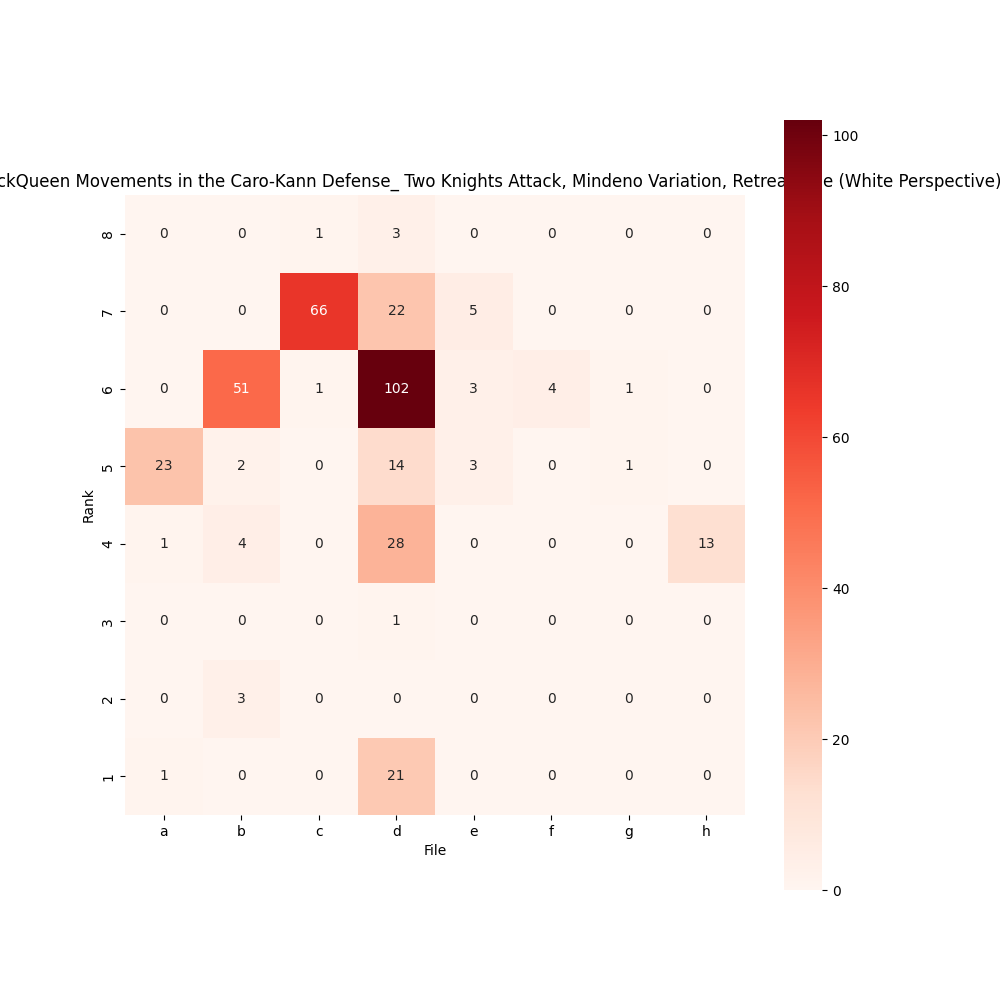 ckQueen Movements in the Caro-Kann Defense_ Two Knights Attack, Mindeno Variation, Retrea e (White Perspective)
100
8 0 0 1 3 0 0 0 0
7 0 0 66 22 5 0 0 0
80
6 0 51 1 102 3 4 1 0
60
5 23 2 0 14 3 0 1 0
Rank
4 1 4 0 28 0 0 0 13
40
3 0 0 0 1 0 0 0 0
2 0 3 0 0 0 0 0 0
20
1 1 0 0 21 0 0 0 0
a b c d e f g h
File
0